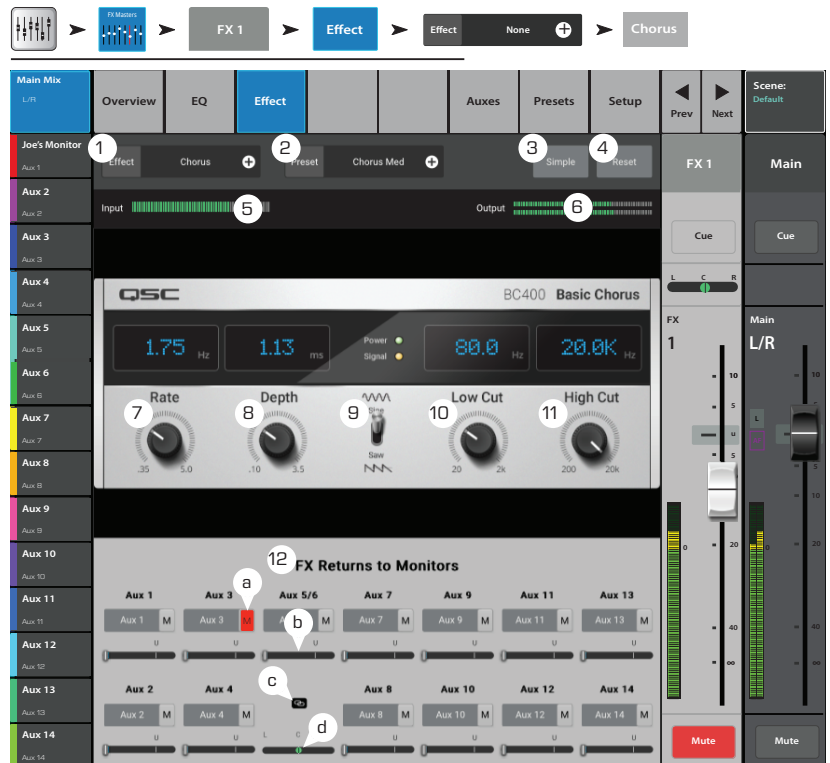 FX Masters
FX 1
Effect
Effect None
Chorus
Main Mix
L/R
Overview EQ Effect Auxes Presets Setup
Prev Next
Scene:
Default
Joe's Monitor
Aux 1
Aux 2
Aux 2
Aux 3
Aux 3
Aux 4
Aux 4
Aux 5
Aux 5
Aux 6
Aux 6
Aux 7
Aux 7
Aux 8
Aux 8
Aux 9
Aux 9
Aux 10
Aux 10
Aux 11
Aux 11
Aux 12
Aux 12
Aux 13
Aux 13
Aux 14
Aux 14
1 2 3 4
Effect Chorus Preset Chorus Med Simple Reset
Input 5 Output 6
QSC BC400 Basic Chorus
1.75 Hz 1.13 ms Power 80.0 Hz 20.0K Hz
Signal
Rate Depth Low Cut High Cut
7 8 9 10 11
Sine
Saw
.35 5.0 .10 3.5 20 2k 200 20k
12 FX Returns to Monitors
a
Aux 1 Aux 3 Aux 5/6 Aux 7 Aux 9 Aux 11 Aux 13
Aux 1 M Aux 3 M M Aux 7 M Aux 9 M Aux 11 M Aux 13 M
b
U U U U U U U
c
Aux 2 Aux 4 Aux 8 Aux 10 Aux 12 Aux 14
Aux 2 M Aux 4 M Aux 8 M Aux 10 M Aux 12 M Aux 14 M
d
U U L C U U U U
FX 1
Cue
L C R
FX
1
10
5
U
5
0
20
40
∞
Mute
Main
Cue
Main
L/R
10
5
L
U
5
10
0
20
40
∞
Mute